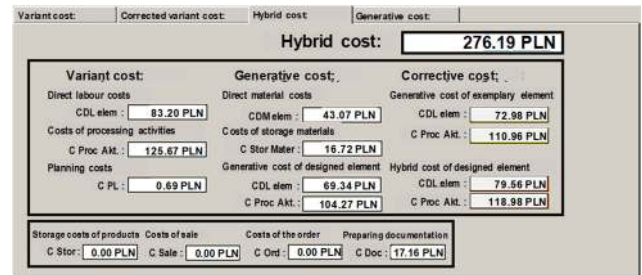 Variant cost: Corrected variant cost: Hybrid cost: Generative cost:
Hybrid cost: 276.19 PLN
Variant cost: Generative cost: Corrective cost:
Direct labour costs Direct material costs Generative cost of exemplary element
CDL elem : 83.20 PLN CDM elem : 43.07 PLN CDL elem : 72.98 PLN
Costs of processing activities Costs of storage materials
C Proc Akt. : 125.67 PLN C Stor Mater : 16.72 PLN C Proc Akt. : 110.96 PLN
Planning costs Generative cost of designed element Hybrid cost of designed element
C PL : 0.69 PLN CDL elem : 69.34 PLN CDL elem : 79.56 PLN
C Proc Akt. : 104.27 PLN C Proc Akt. : 118.98 PLN
Storage costs of products Costs of sale Costs of the order Preparing documentation
C Stor : 0.00 PLN C Sale : 0.00 PLN C Ord : 0.00 PLN C Doc : 17.16 PLN